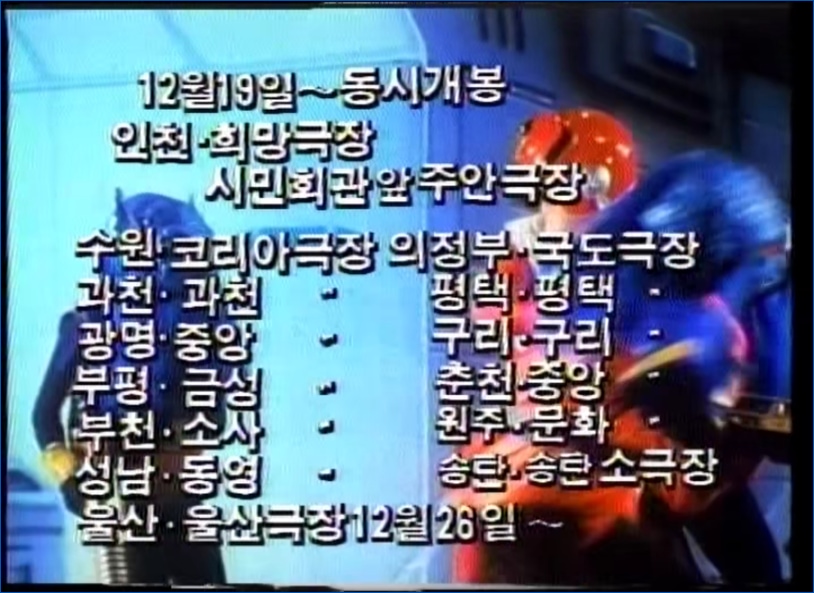 12월19일~동시개봉
인천·희망극장
시민회관앞 주안극장
수원·코리아극장 의정부·국도극장
과천·과천 〃 평택·평택 〃
광명·중앙 〃 구리·구리 〃
부평·금성 〃 춘천·중앙 〃
부천·소사 〃 원주·문화 〃
성남·동영 〃 송탄·송탄소극장
울산·울산극장12월26일~